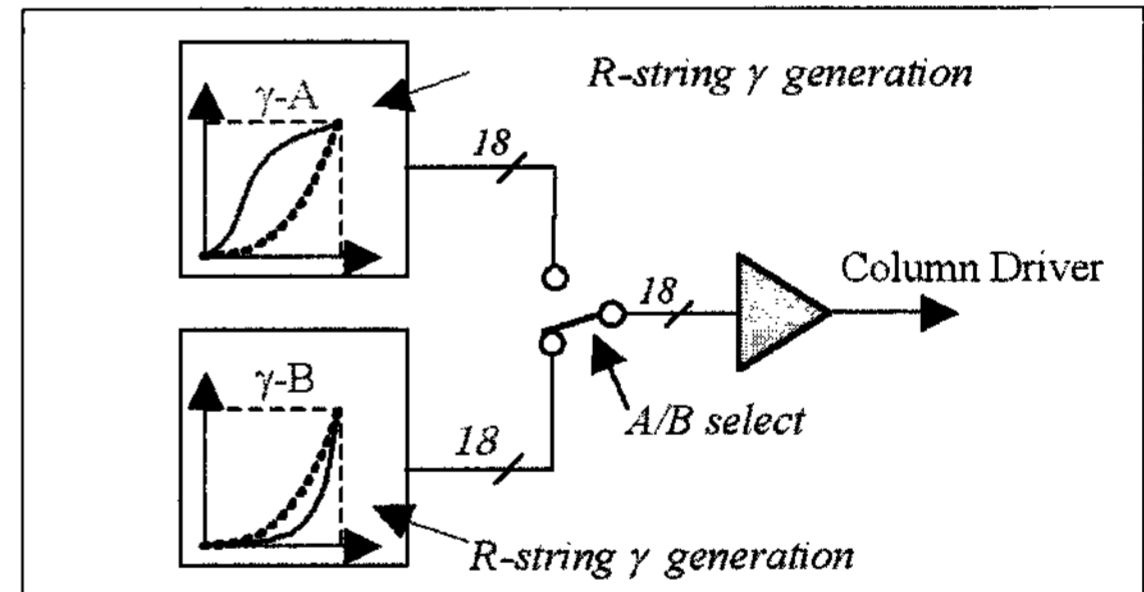 R-string γ generation
γ-A
18
18
Column Driver
γ-B
A/B select
18
R-string γ generation